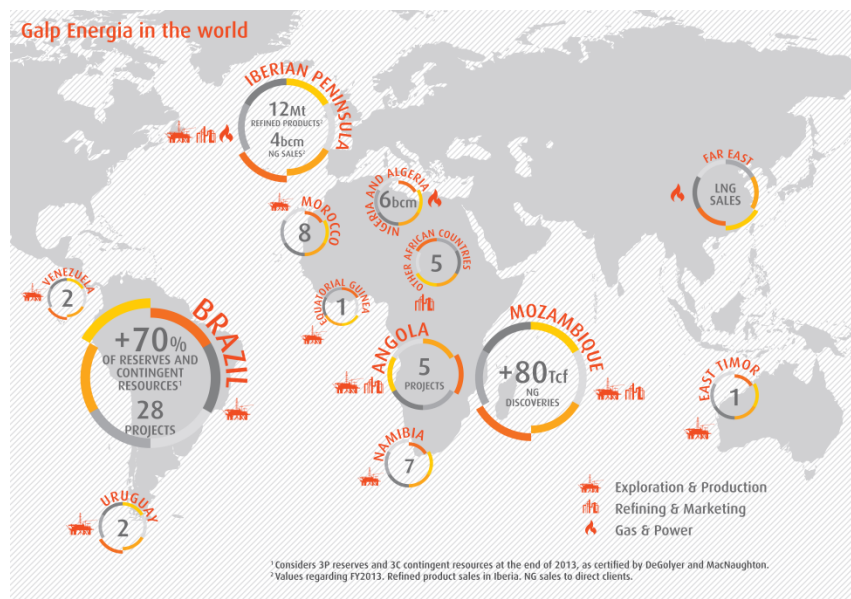 Galp Energia in the world
IBERIAN PENINSULA
12Mt
REFINED PRODUCTS²
4bcm
NG SALES²
FAR EAST
LNG
SALES
NIGERIA AND ALGERIA
6bcm
MOROCCO
8
OTHER AFRICAN COUNTRIES
5
VENEZUELA
2
EQUATORIAL GUINEA
1
BRAZIL
+70%
OF RESERVES AND
CONTINGENT
RESOURCES¹
28
PROJECTS
ANGOLA
5
PROJECTS
MOZAMBIQUE
+80Tcf
NG
DISCOVERIES
EAST TIMOR
1
NAMIBIA
7
URUGUAY
2
Exploration & Production
Refining & Marketing
Gas & Power
¹ Considers 3P reserves and 3C contingent resources at the end of 2013, as certified by DeGolyer and MacNaughton.
² Values regarding FY2013. Refined product sales in Iberia. NG sales to direct clients.